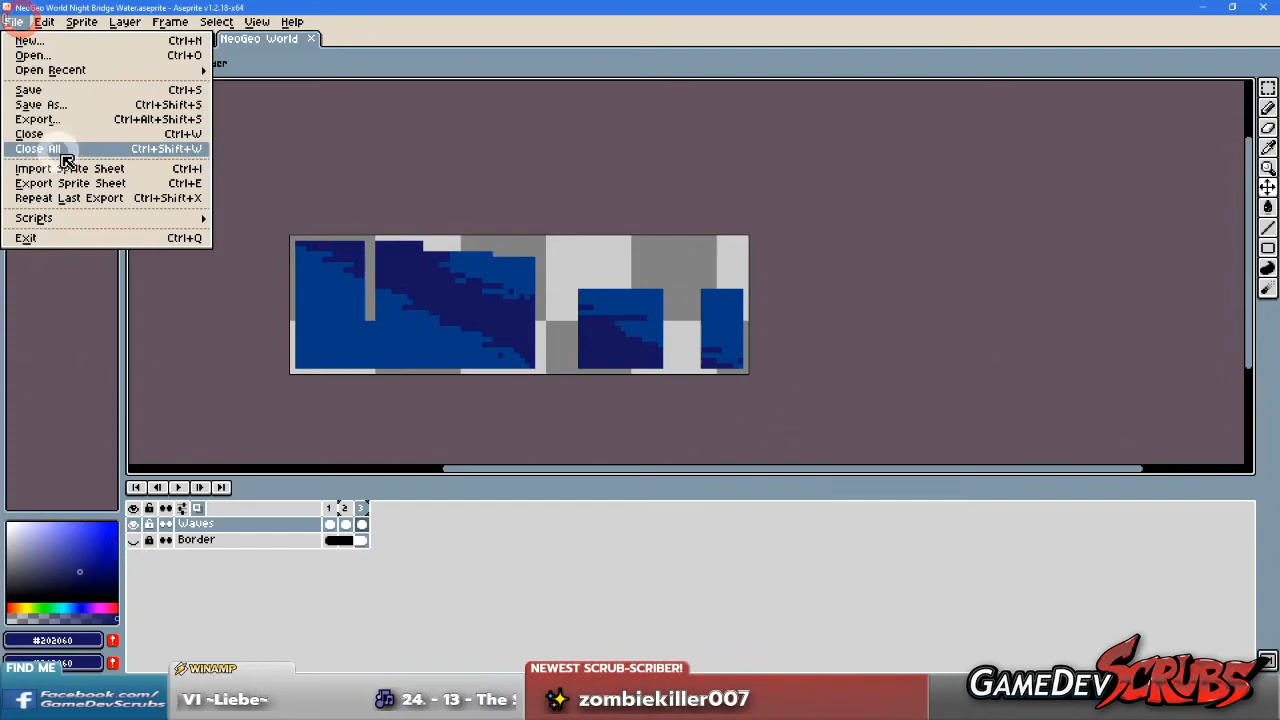 NeoGeo World Night Bridge Water.aseprite - Aseprite v1.2.18-x64
File Edit Sprite Layer Frame Select View Help
NeoGeo World
New... Ctrl+N
Open... Ctrl+O
Open Recent
Save Ctrl+S
Save As... Ctrl+Shift+S
Export... Ctrl+Alt+Shift+S
Close Ctrl+W
Close All Ctrl+Shift+W
Import Sprite Sheet Ctrl+I
Export Sprite Sheet Ctrl+E
Repeat Last Export Ctrl+Shift+X
Scripts
Exit Ctrl+Q
1 2 3
Waves
Border
#202060
FIND ME
Facebook.com/
GameDevScrubs
WINAMP
VI ~Liebe~
24. - 13 - The S
NEWEST SCRUB-SCRIBER!
zombiekiller007
GAMEDEV SCRUBS